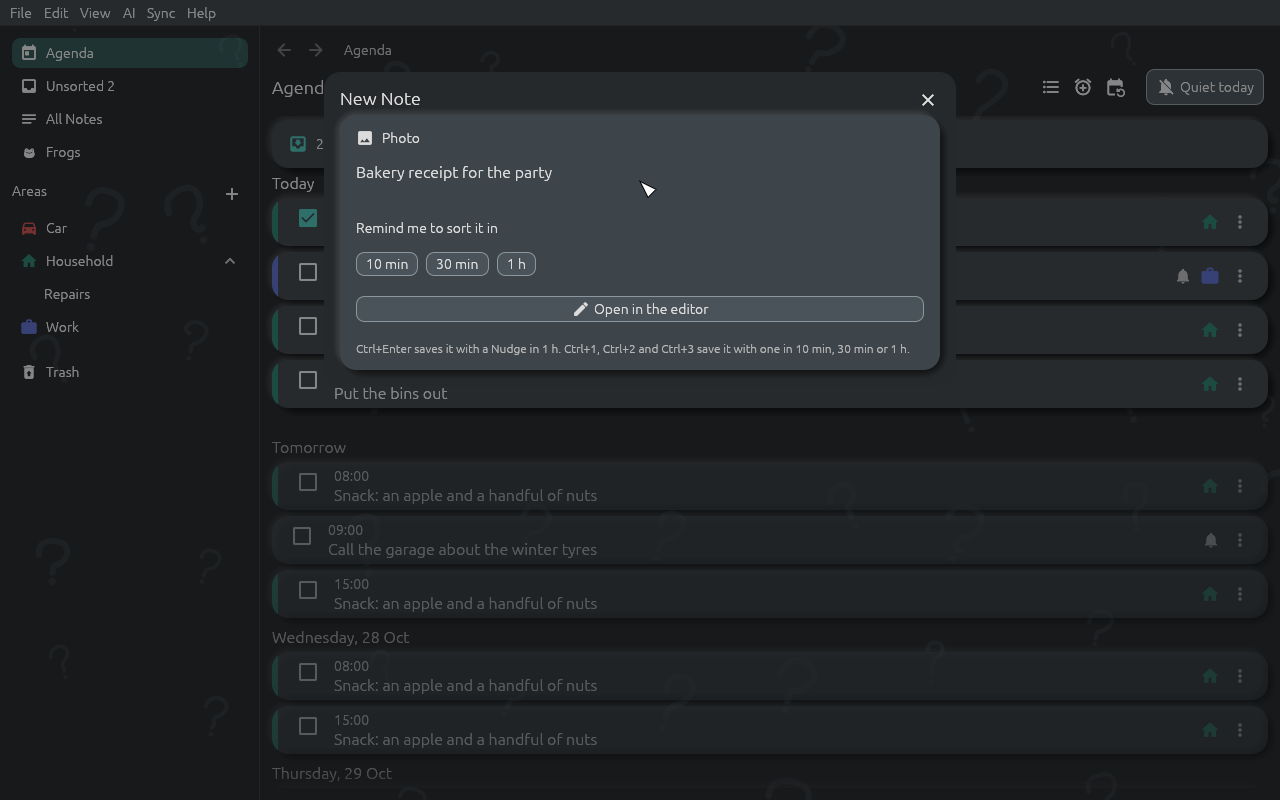 File Edit View AI Sync Help
Agenda
Unsorted 2
All Notes
Frogs
Areas
Car
Household
Repairs
Work
Trash
Agenda
Quiet today
New Note
Photo
Bakery receipt for the party
Remind me to sort it in
10 min 30 min 1 h
Open in the editor
Ctrl+Enter saves it with a Nudge in 1 h. Ctrl+1, Ctrl+2 and Ctrl+3 save it with one in 10 min, 30 min or 1 h.
2
Today
Put the bins out
Tomorrow
08:00
Snack: an apple and a handful of nuts
09:00
Call the garage about the winter tyres
15:00
Snack: an apple and a handful of nuts
Wednesday, 28 Oct
08:00
Snack: an apple and a handful of nuts
15:00
Snack: an apple and a handful of nuts
Thursday, 29 Oct